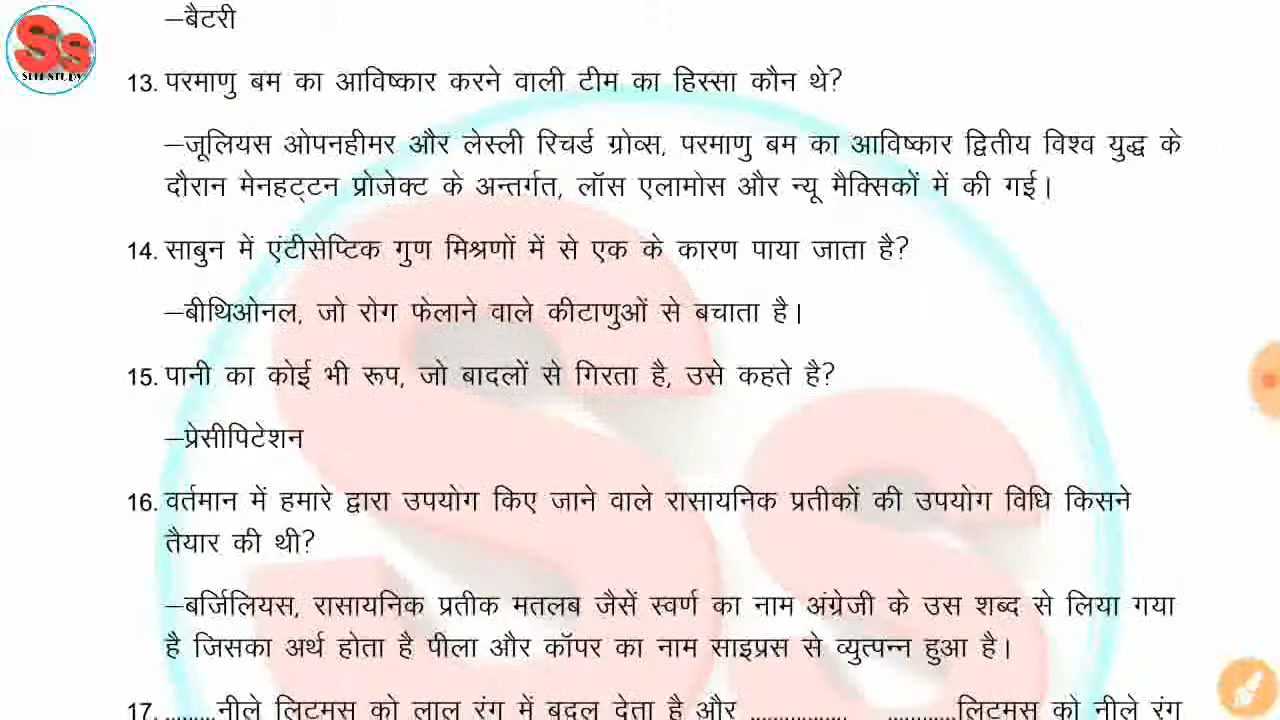 –बैटरी
Ss
SITI STUDY
13. परमाणु बम का आविष्कार करने वाली टीम का हिस्सा कौन थे?
–जूलियस ओपनहीमर और लेस्ली रिचर्ड ग्रोव्स, परमाणु बम का आविष्कार द्वितीय विश्व युद्ध के
दौरान मेनहट्टन प्रोजेक्ट के अन्तर्गत, लॉस एलामोस और न्यू मैक्सिकों में की गई।
14. साबुन में एंटीसेप्टिक गुण मिश्रणों में से एक के कारण पाया जाता है?
–बीथिओनल, जो रोग फेलाने वाले कीटाणुओं से बचाता है।
15. पानी का कोई भी रूप, जो बादलों से गिरता है, उसे कहते है?
–प्रेसीपिटेशन
16. वर्तमान में हमारे द्वारा उपयोग किए जाने वाले रासायनिक प्रतीकों की उपयोग विधि किसने
तैयार की थी?
–बर्जिलियस, रासायनिक प्रतीक मतलब जैसें स्वर्ण का नाम अंग्रेजी के उस शब्द से लिया गया
है जिसका अर्थ होता है पीला और कॉपर का नाम साइप्रस से व्युत्पन्न हुआ है।
17. .........नीले लिटमस को लाल रंग में बदल देता है और ................. ............लिटमस को नीले रंग